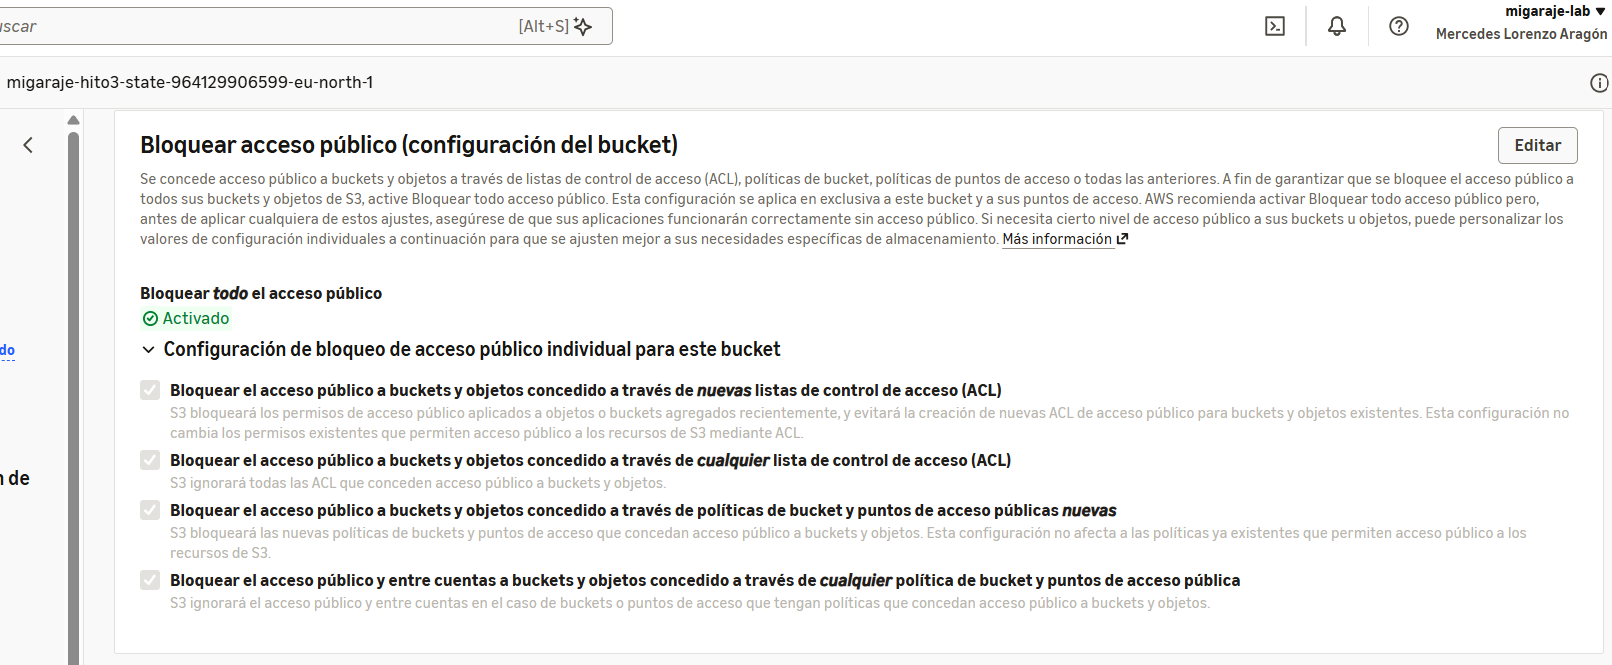 uscar
[Alt+S]
migaraje-lab
Mercedes Lorenzo Aragón
migaraje-hito3-state-964129906599-eu-north-1
Bloquear acceso público (configuración del bucket)
Editar
Se concede acceso público a buckets y objetos a través de listas de control de acceso (ACL), políticas de bucket, políticas de puntos de acceso o todas las anteriores. A fin de garantizar que se bloquee el acceso público a
todos sus buckets y objetos de S3, active Bloquear todo acceso público. Esta configuración se aplica en exclusiva a este bucket y a sus puntos de acceso. AWS recomienda activar Bloquear todo acceso público pero,
antes de aplicar cualquiera de estos ajustes, asegúrese de que sus aplicaciones funcionarán correctamente sin acceso público. Si necesita cierto nivel de acceso público a sus buckets u objetos, puede personalizar los
valores de configuración individuales a continuación para que se ajusten mejor a sus necesidades específicas de almacenamiento. Más información
Bloquear todo el acceso público
Activado
do
Configuración de bloqueo de acceso público individual para este bucket
Bloquear el acceso público a buckets y objetos concedido a través de nuevas listas de control de acceso (ACL)
S3 bloqueará los permisos de acceso público aplicados a objetos o buckets agregados recientemente, y evitará la creación de nuevas ACL de acceso público para buckets y objetos existentes. Esta configuración no
cambia los permisos existentes que permiten acceso público a los recursos de S3 mediante ACL.
Bloquear el acceso público a buckets y objetos concedido a través de cualquier lista de control de acceso (ACL)
n de
S3 ignorará todas las ACL que conceden acceso público a buckets y objetos.
Bloquear el acceso público a buckets y objetos concedido a través de políticas de bucket y puntos de acceso públicas nuevas
S3 bloqueará las nuevas políticas de buckets y puntos de acceso que concedan acceso público a buckets y objetos. Esta configuración no afecta a las políticas ya existentes que permiten acceso público a los
recursos de S3.
Bloquear el acceso público y entre cuentas a buckets y objetos concedido a través de cualquier política de bucket y puntos de acceso pública
S3 ignorará el acceso público y entre cuentas en el caso de buckets o puntos de acceso que tengan políticas que concedan acceso público a buckets y objetos.